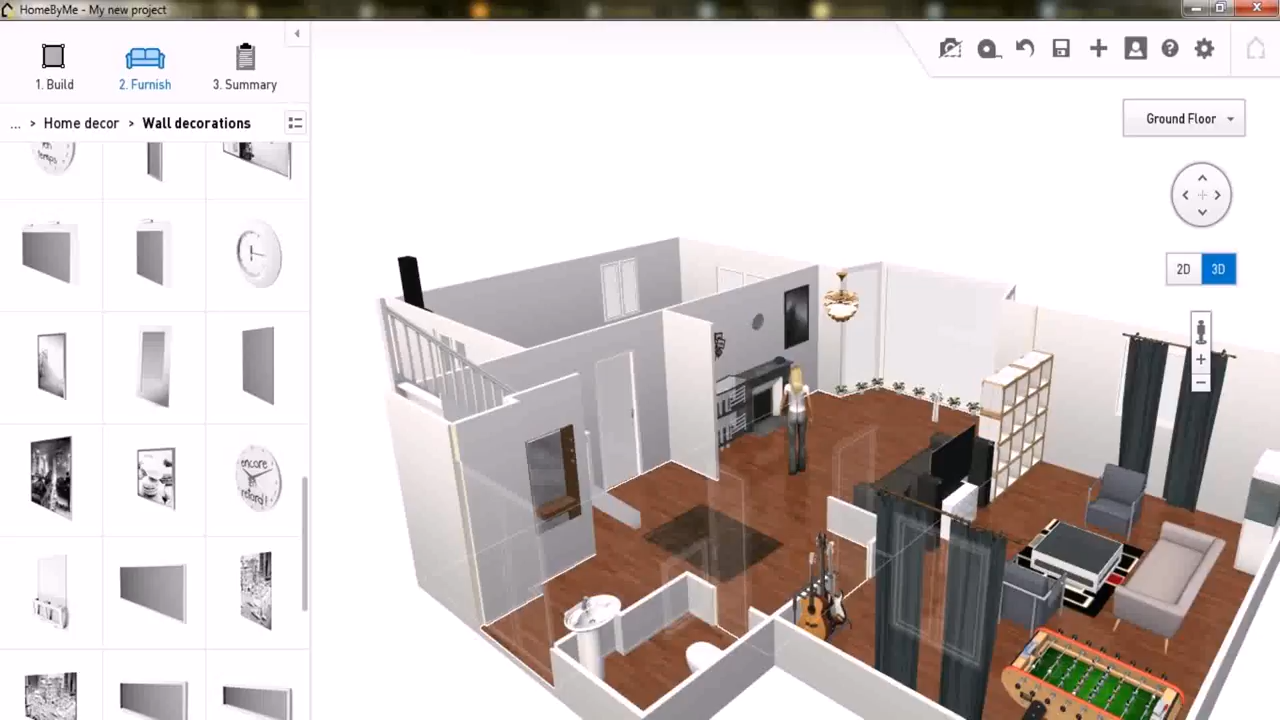 HomeByMe - My new project
1. Build
2. Furnish
3. Summary
... > Home decor > Wall decorations
Ground Floor
2D
3D
encore
en
retard!